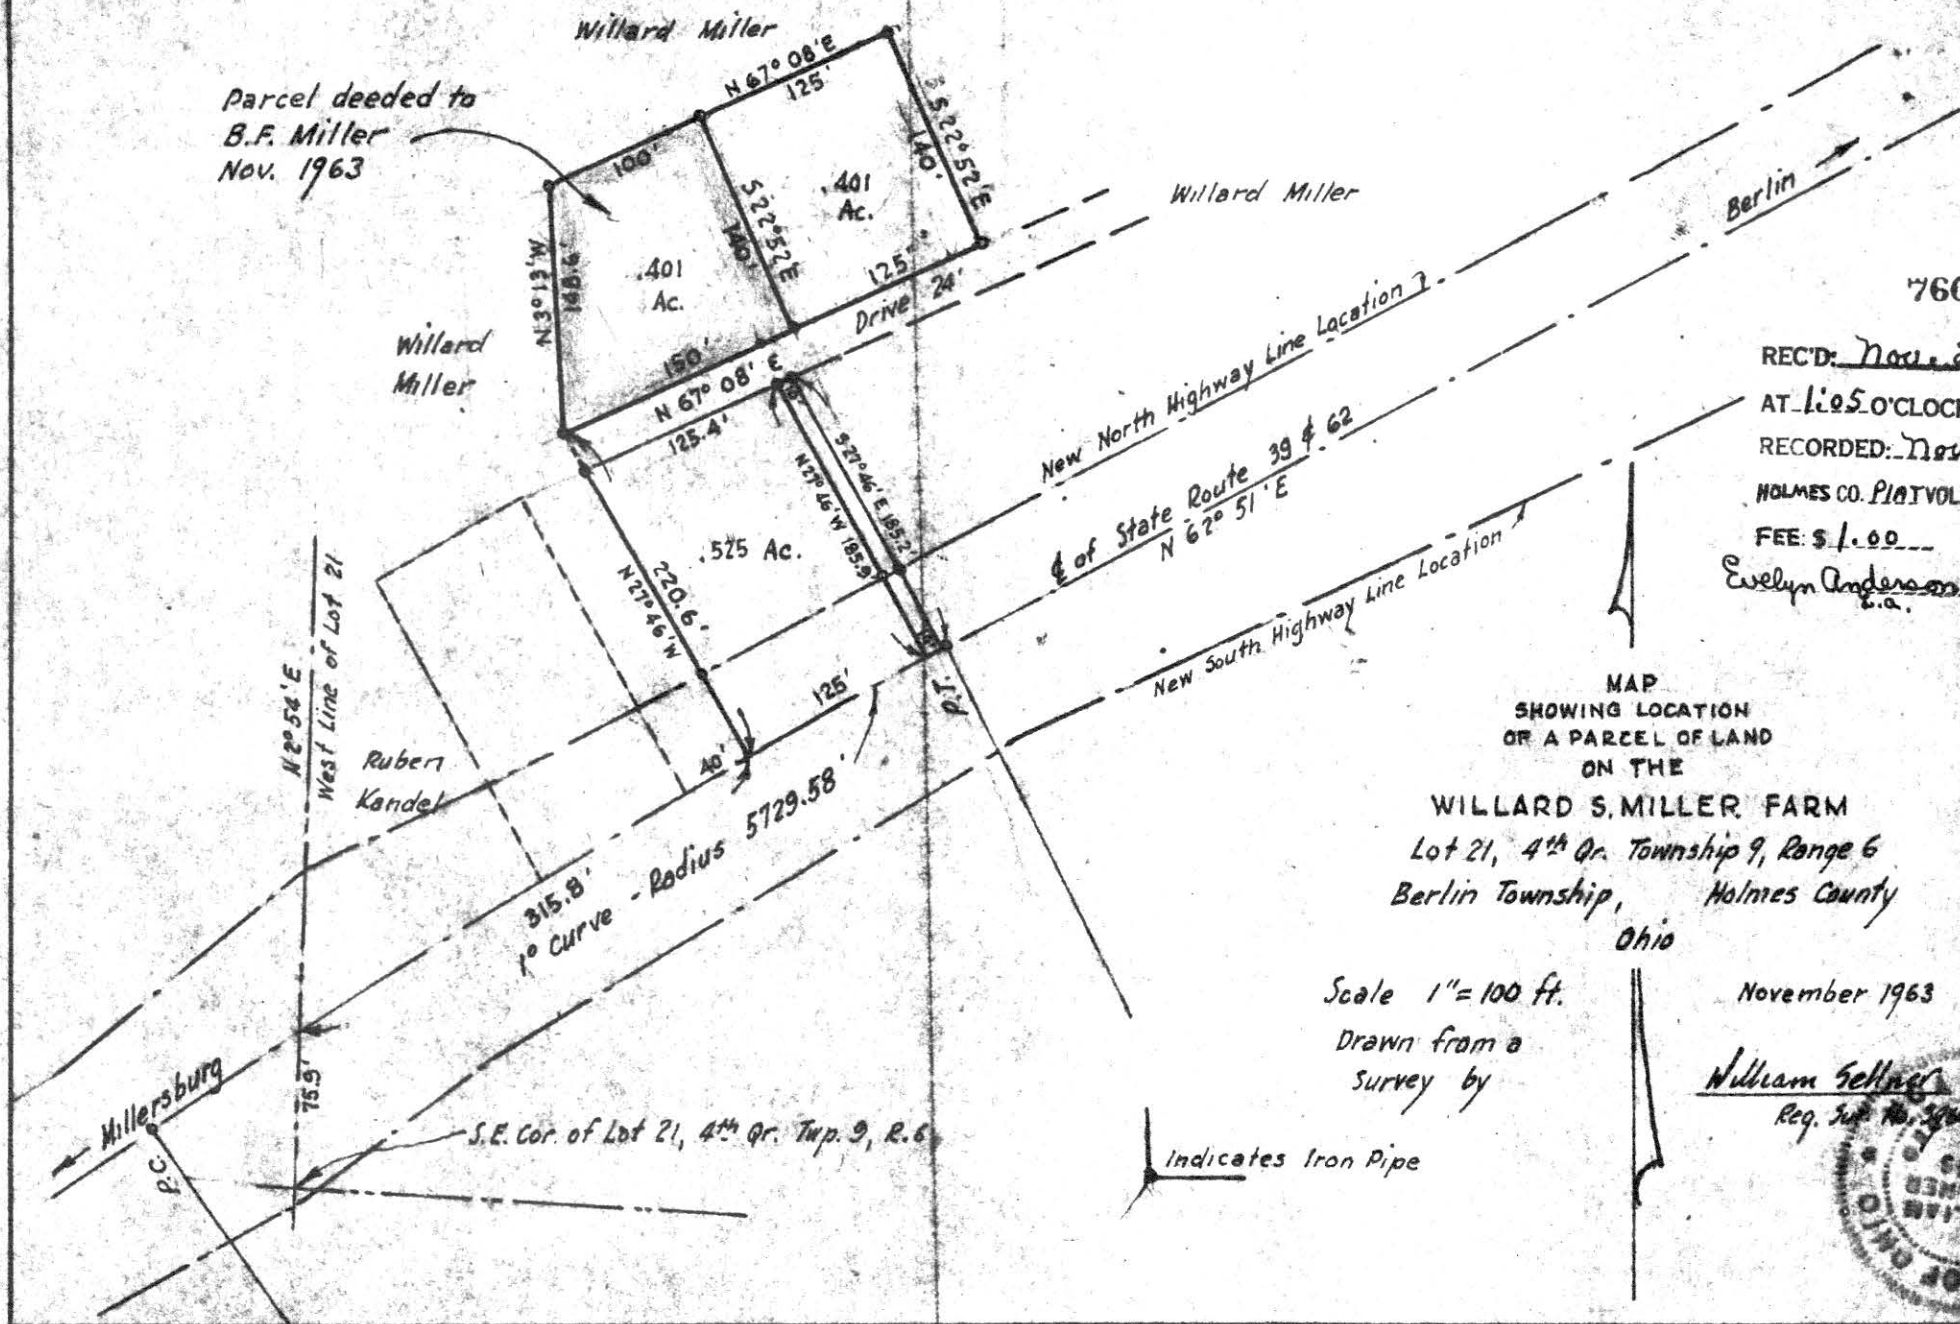 Willard Miller
Parcel deeded to
B.F. Miller
Nov. 1963
N 67° 08' E
125'
100'
S 22° 52' E
140'
S 22° 52' E
140'
.401
Ac.
.401
Ac.
N 3° 13' W
148.6'
Willard
Miller
150'
N 67° 08' E
125.4'
125'
Drive 24'
Willard Miller
Berlin
New North Highway Line Location
S 27° 46' E 185.2'
N 27° 46' W 185.9'
.525 Ac.
220.6'
N 27° 46' W
℄ of State Route 39 & 62
N 62° 51' E
New South Highway Line Location
P.T.
125'
40'
N 2° 54' E
West Line of Lot 21
Ruben
Kandel
315.8'
1° Curve - Radius 5729.58'
75.9'
Millersburg
P.C.
S.E. Cor. of Lot 21, 4th Qr. Twp. 9, R. 6
Indicates Iron Pipe
760
REC'D:
AT 1:05 O'CLOCK
RECORDED: Nov
HOLMES CO. PLAT VOL
FEE: $ 1.00
Evelyn Anderson
MAP
SHOWING LOCATION
OF A PARCEL OF LAND
ON THE
WILLARD S. MILLER FARM
Lot 21, 4th Qr. Township 9, Range 6
Berlin Township, Holmes County
Ohio
Scale 1" = 100 ft.
November 1963
Drawn from a
Survey by
William Sellner
Reg. Sur. No.
OHIO